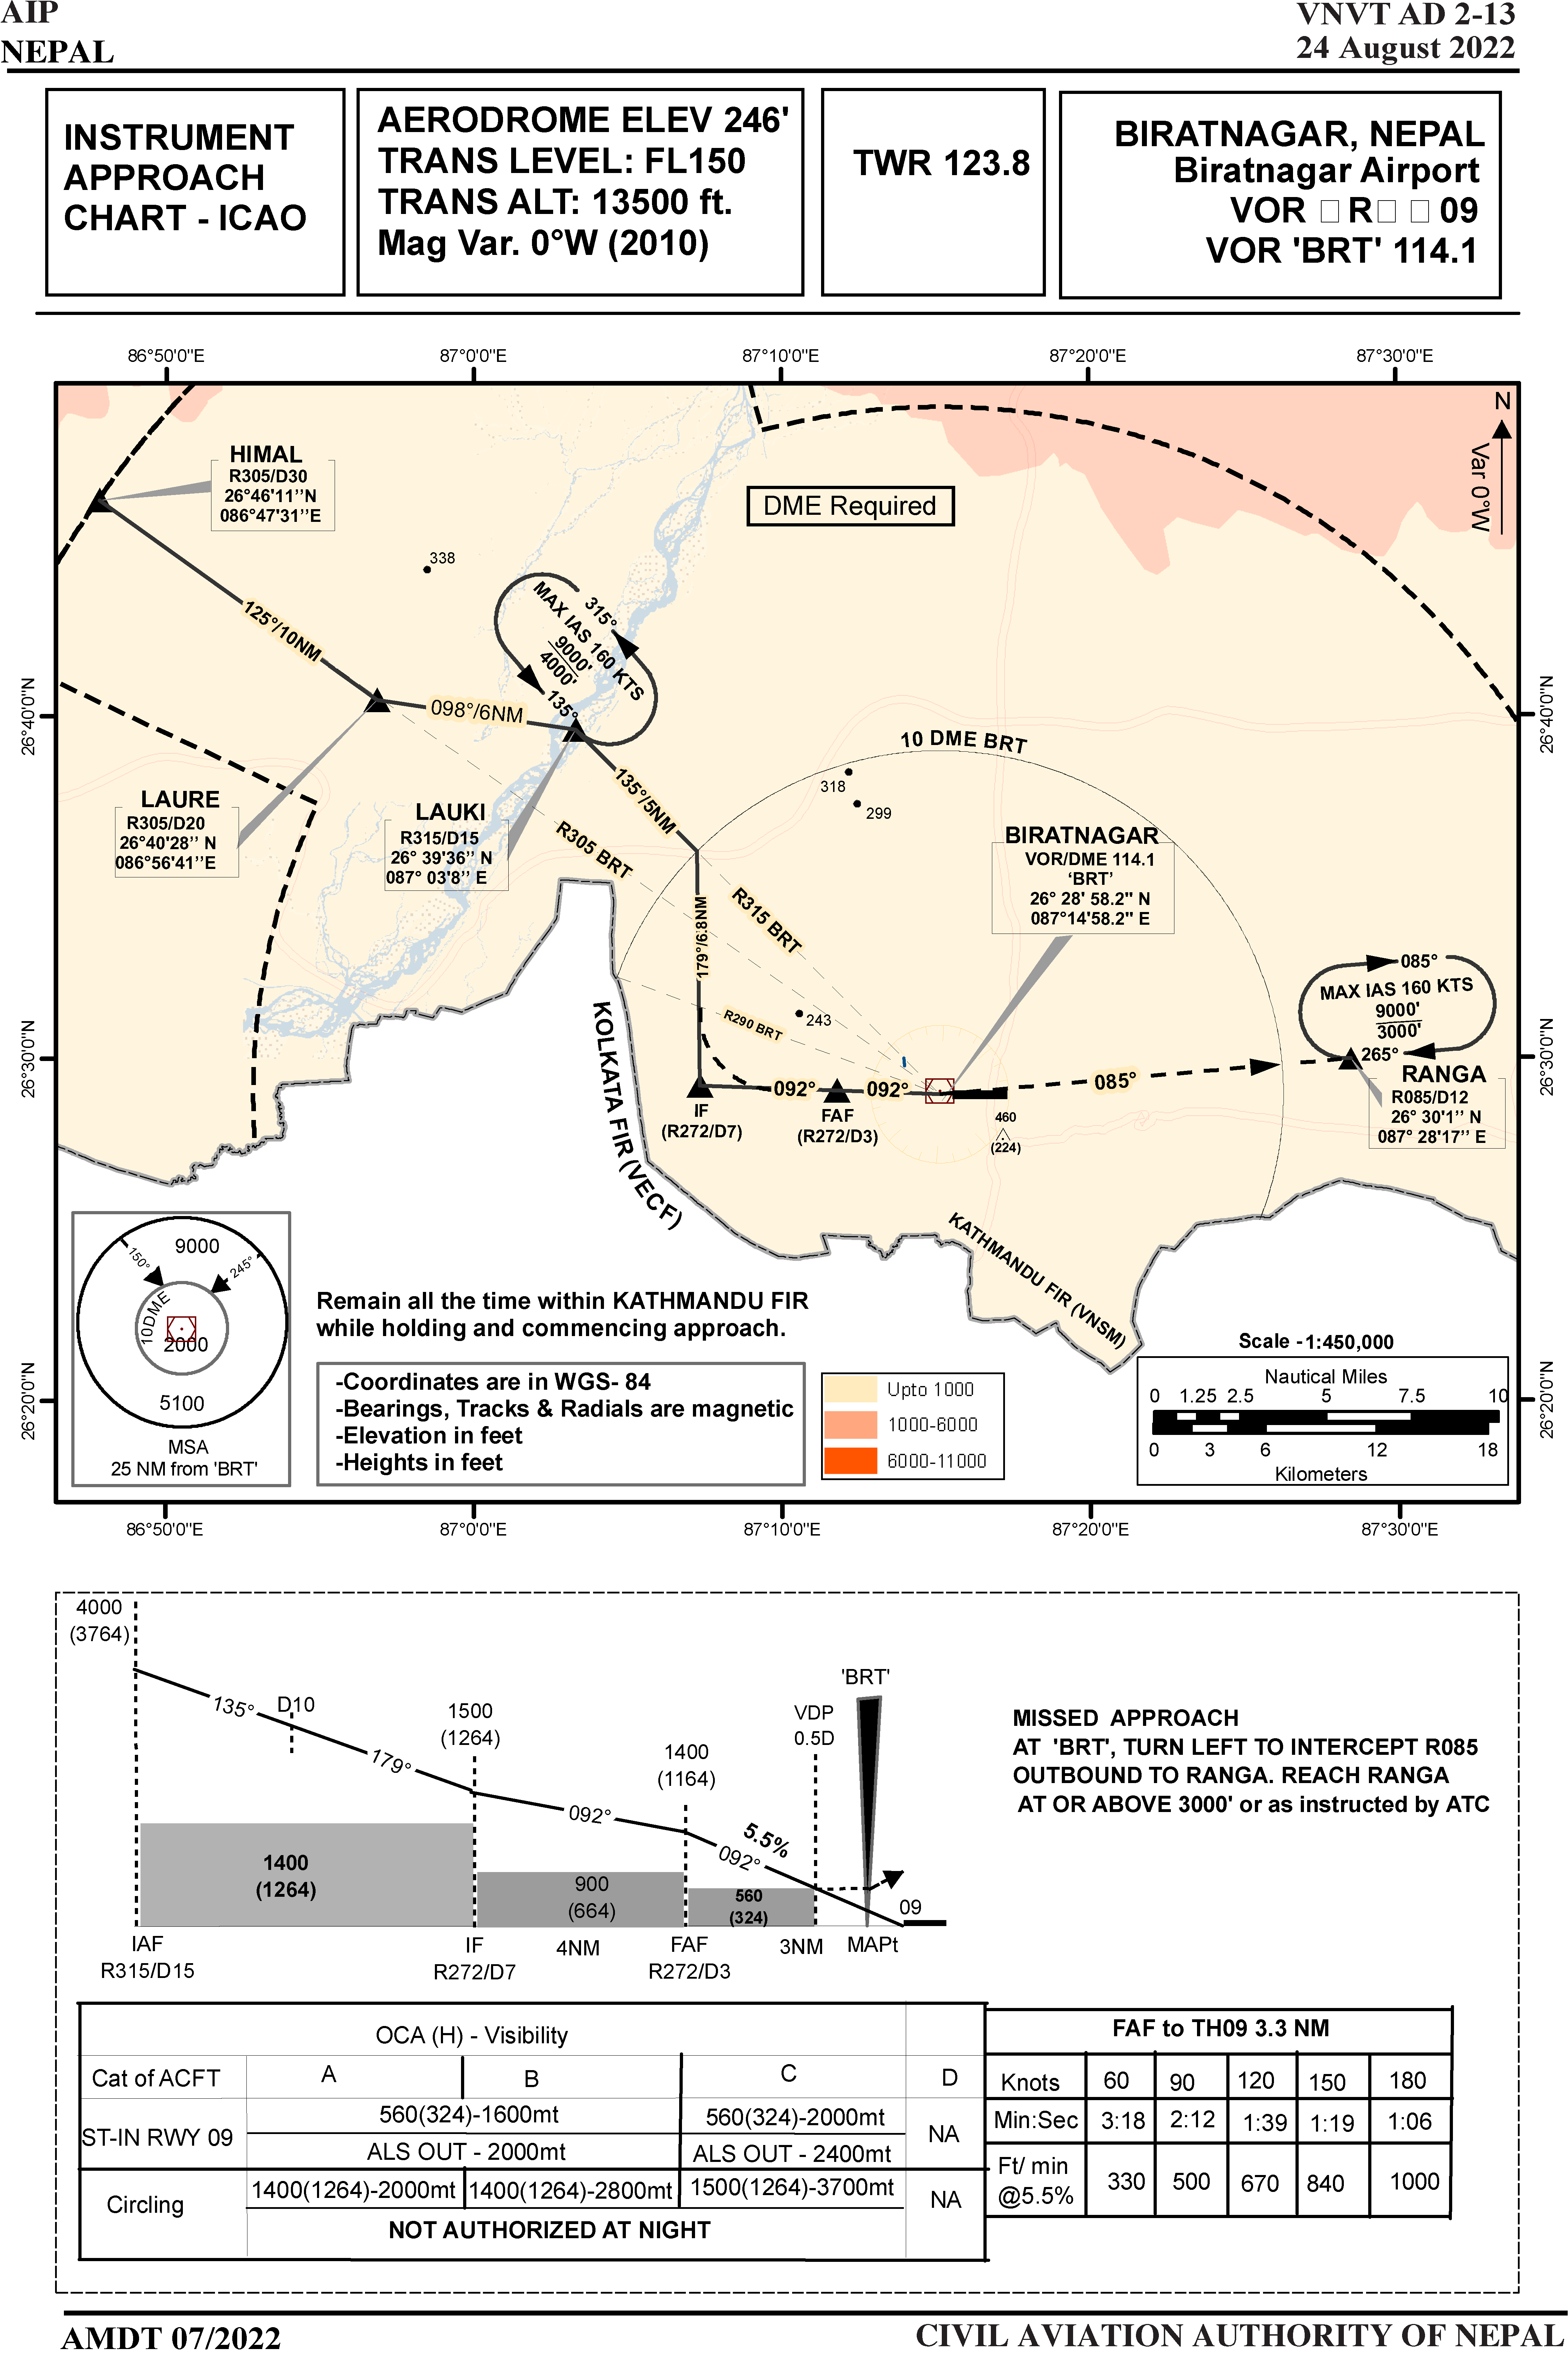 AIP
NEPAL
VNVT AD 2-13
24 August 2022
INSTRUMENT
APPROACH
CHART - ICAO
AERODROME ELEV 246'
TRANS LEVEL: FL150
TRANS ALT: 13500 ft.
Mag Var. 0°W (2010)
TWR 123.8
BIRATNAGAR, NEPAL
Biratnagar Airport
VOR □ R□ □ 09
VOR 'BRT' 114.1
86°50'0"E
87°0'0"E
87°10'0"E
87°20'0"E
87°30'0"E
N
Var 0°W
HIMAL
R305/D30
26°46'11’’N
086°47'31’’E
DME Required
338
125°/10NM
MAX IAS 160 KTS
315°
9000'
4000'
135°
098°/6NM
26°40'0"N
26°40'0"N
10 DME BRT
318
299
135°/5NM
LAURE
R305/D20
26°40'28’’ N
086°56'41’’E
LAUKI
R315/D15
26° 39'36’’ N
087° 03'8’’ E
R305 BRT
R315 BRT
BIRATNAGAR
VOR/DME 114.1
‘BRT’
26° 28' 58.2" N
087°14'58.2" E
179°/6.8NM
R290 BRT
243
085°
MAX IAS 160 KTS
9000'
3000'
265°
26°30'0"N
26°30'0"N
KOLKATA FIR (VECF)
092°
092°
085°
IF
(R272/D7)
FAF
(R272/D3)
460
(224)
RANGA
R085/D12
26° 30'1’’ N
087° 28'17’’ E
KATHMANDU FIR (VNSM)
9000
150°
245°
10DME
2000
5100
MSA
25 NM from 'BRT'
Remain all the time within KATHMANDU FIR
while holding and commencing approach.
-Coordinates are in WGS- 84
-Bearings, Tracks & Radials are magnetic
-Elevation in feet
-Heights in feet
Upto 1000
1000-6000
6000-11000
Scale -1:450,000
Nautical Miles
0 1.25 2.5 5 7.5 10
0 3 6 12 18
Kilometers
26°20'0"N
26°20'0"N
86°50'0"E
87°0'0"E
87°10'0"E
87°20'0"E
87°30'0"E
4000
(3764)
135°
D10
179°
1500
(1264)
092°
1400
(1164)
5.5%
092°
VDP
0.5D
'BRT'
1400
(1264)
900
(664)
560
(324)
09
IAF
R315/D15
IF
R272/D7
4NM
FAF
R272/D3
3NM
MAPt
MISSED APPROACH
AT 'BRT', TURN LEFT TO INTERCEPT R085
OUTBOUND TO RANGA. REACH RANGA
AT OR ABOVE 3000' or as instructed by ATC
OCA (H) - Visibility
Cat of ACFT A B C D
ST-IN RWY 09 560(324)-1600mt 560(324)-2000mt NA
ALS OUT - 2000mt ALS OUT - 2400mt
Circling 1400(1264)-2000mt 1400(1264)-2800mt 1500(1264)-3700mt NA
NOT AUTHORIZED AT NIGHT
FAF to TH09 3.3 NM
Knots 60 90 120 150 180
Min:Sec 3:18 2:12 1:39 1:19 1:06
Ft/ min
@5.5% 330 500 670 840 1000
AMDT 07/2022
CIVIL AVIATION AUTHORITY OF NEPAL